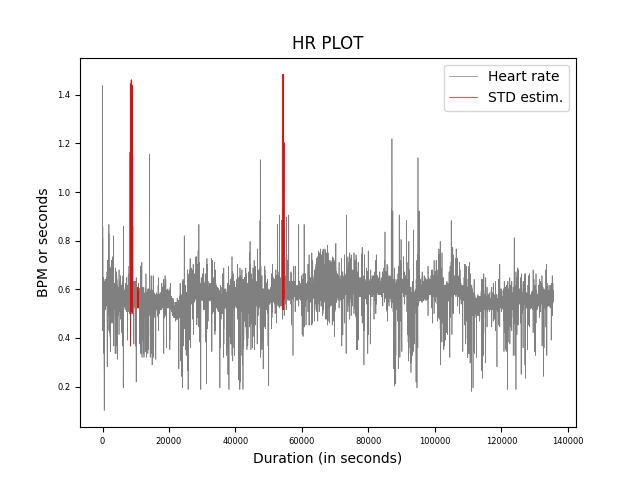 HR PLOT
Heart rate
STD estim.
BPM or seconds
1.4
1.2
1.0
0.8
0.6
0.4
0.2
0 20000 40000 60000 80000 100000 120000 140000
Duration (in seconds)